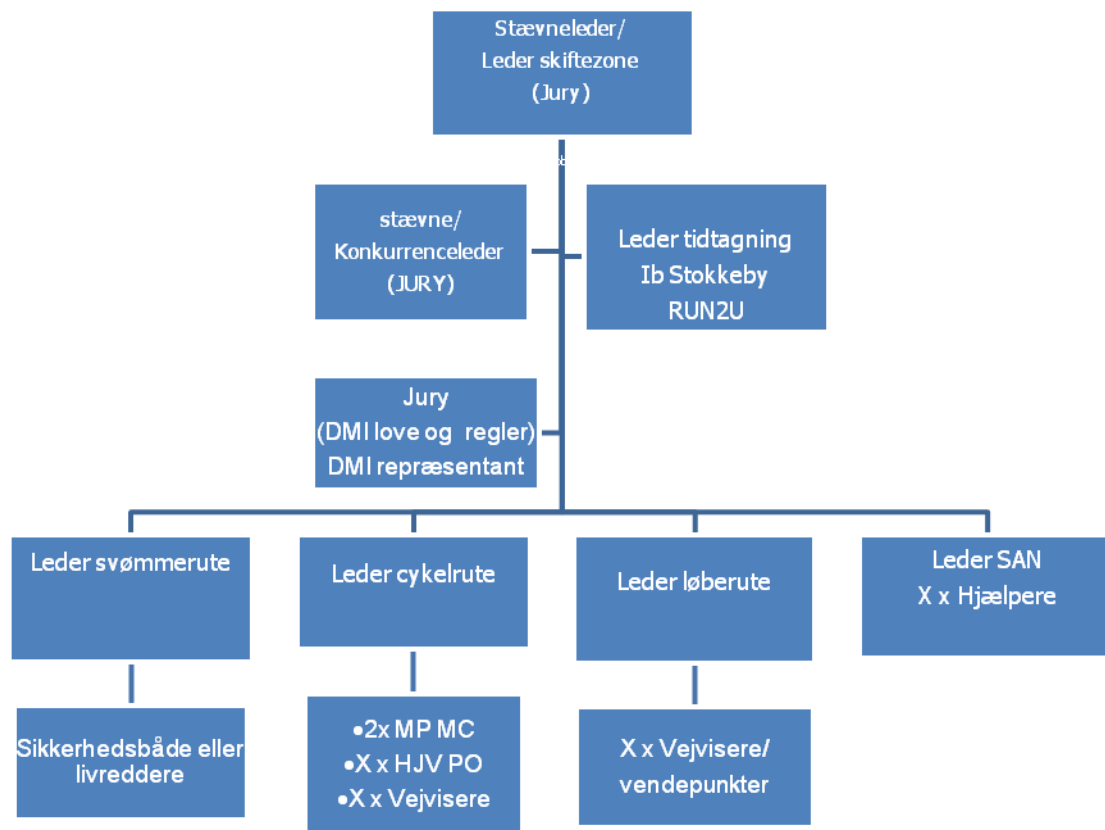 Stævneleder/
Leder skiftezone
(Jury)
stævne/
Konkurrenceleder
(JURY)
Leder tidtagning
Ib Stokkeby
RUN2U
Jury
(DMI love og regler)
DMI repræsentant
Leder svømmerute
Leder cykelrute
Leder løberute
Leder SAN
X x Hjælpere
Sikkerhedsbåde eller
livreddere
•2x MP MC
•X x HJV PO
•X x Vejvisere
X x Vejvisere/
vendepunkter